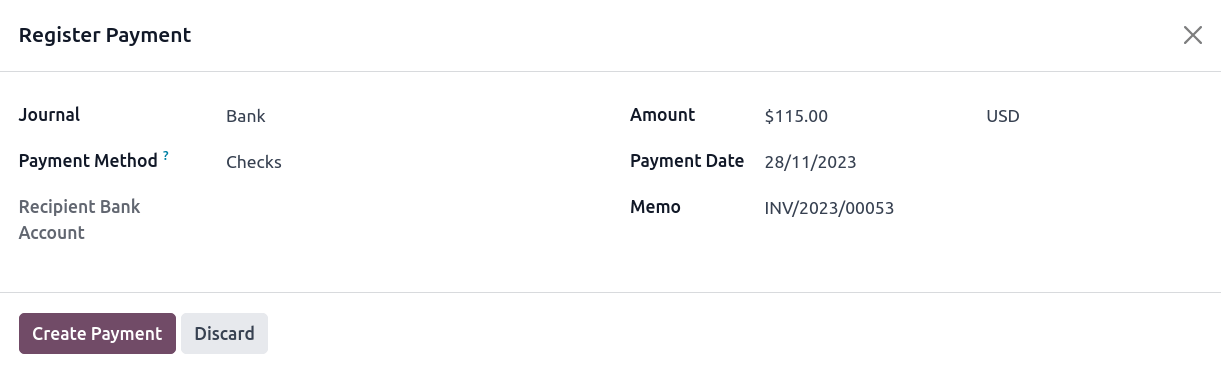 Register Payment
Journal Bank Amount $115.00 USD
Payment Method ? Checks Payment Date 28/11/2023
Recipient Bank Memo INV/2023/00053
Account
Create Payment Discard